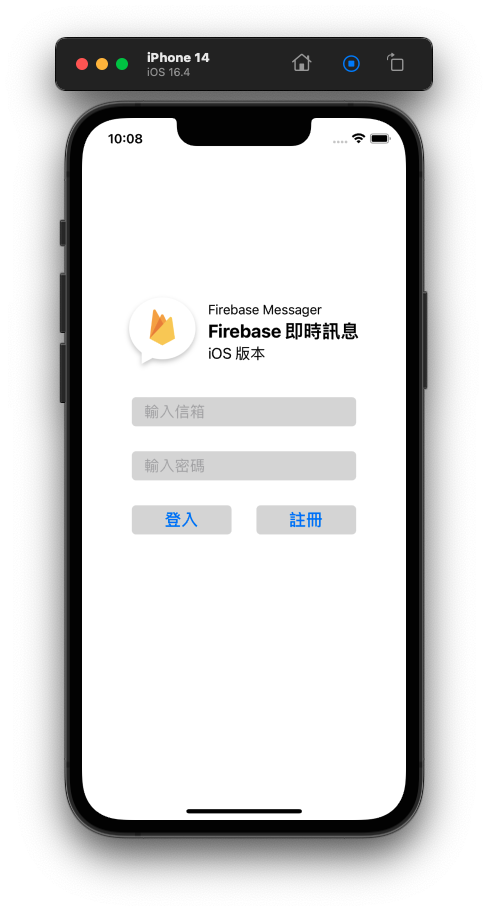 iPhone 14
iOS 16.4
10:08
Firebase Messager
Firebase 即時訊息
iOS 版本
輸入信箱
輸入密碼
登入
註冊